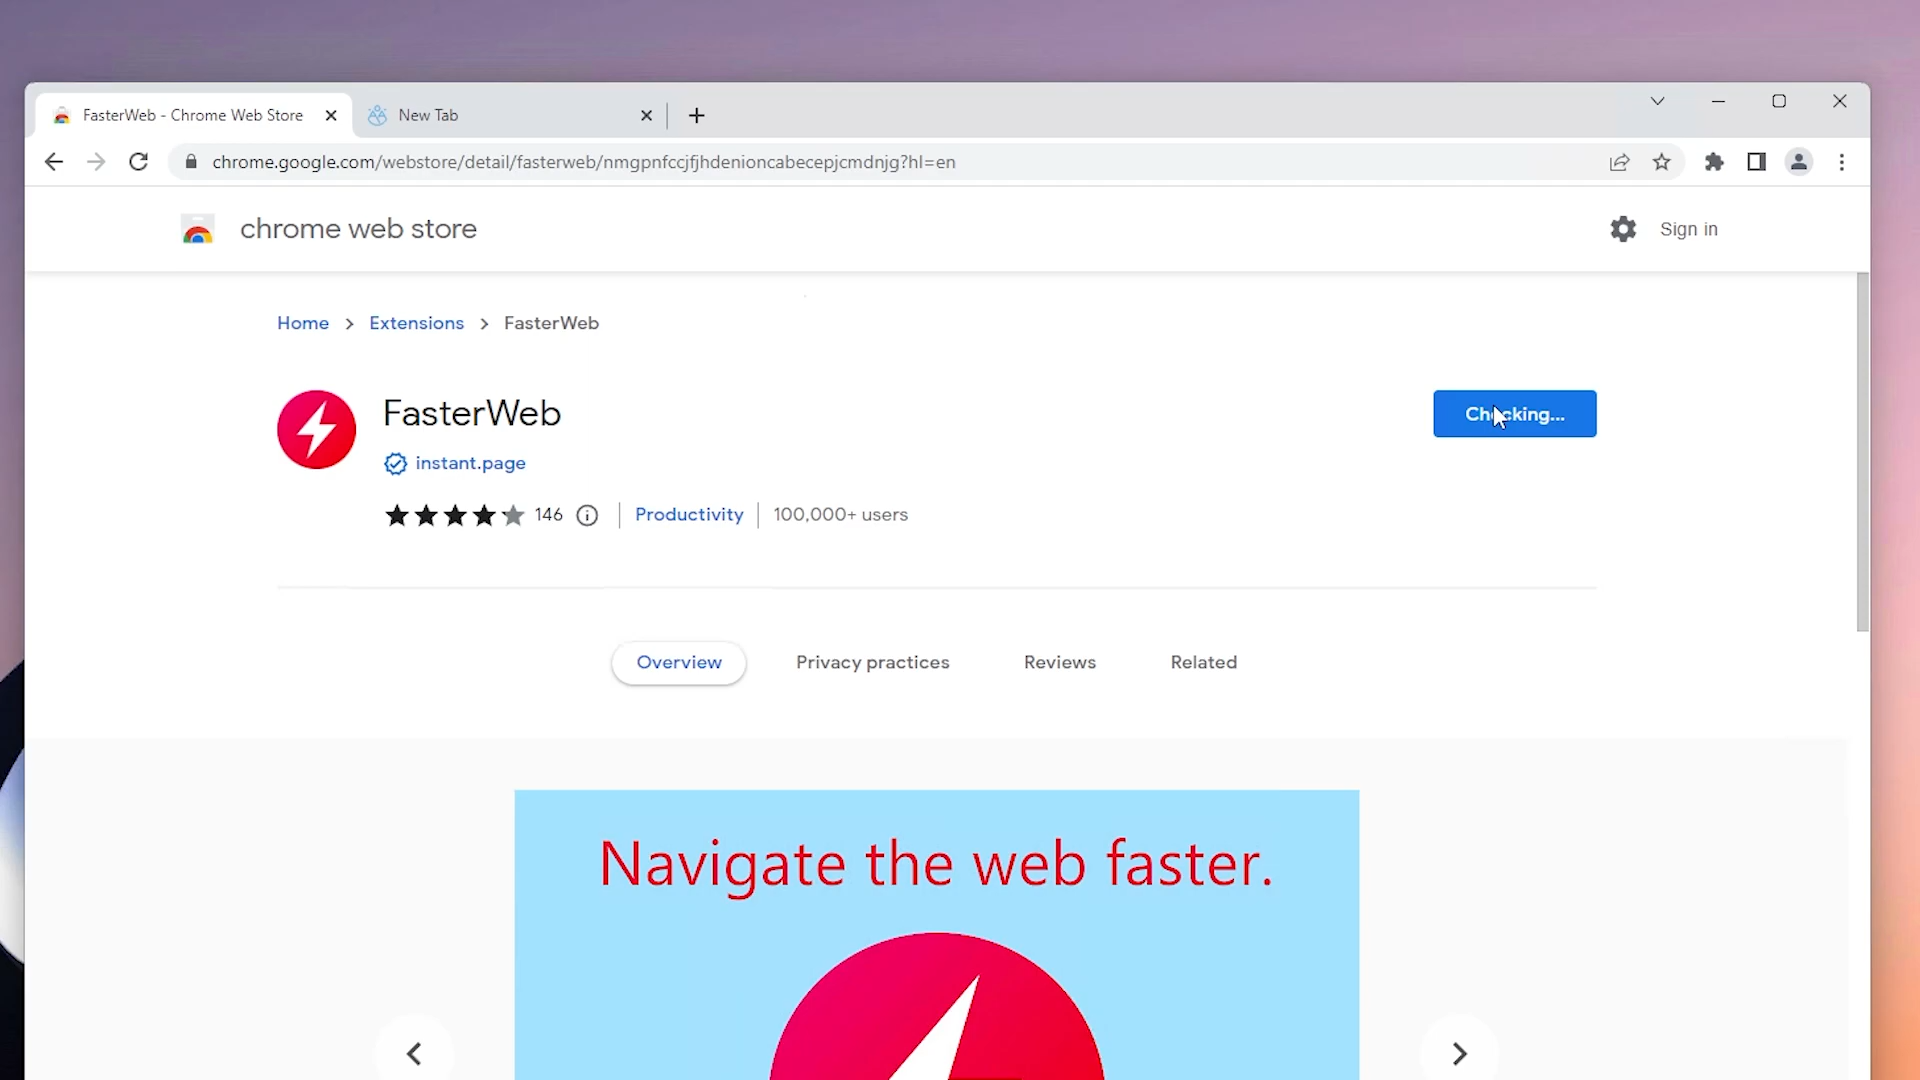 FasterWeb - Chrome Web Store
New Tab
chrome.google.com/webstore/detail/fasterweb/nmgpnfccjfjhdenioncabecepjcmdnjg?hl=en
chrome web store
Sign in
Home > Extensions > FasterWeb
FasterWeb
Checking...
instant.page
146
Productivity
100,000+ users
Overview
Privacy practices
Reviews
Related
Navigate the web faster.